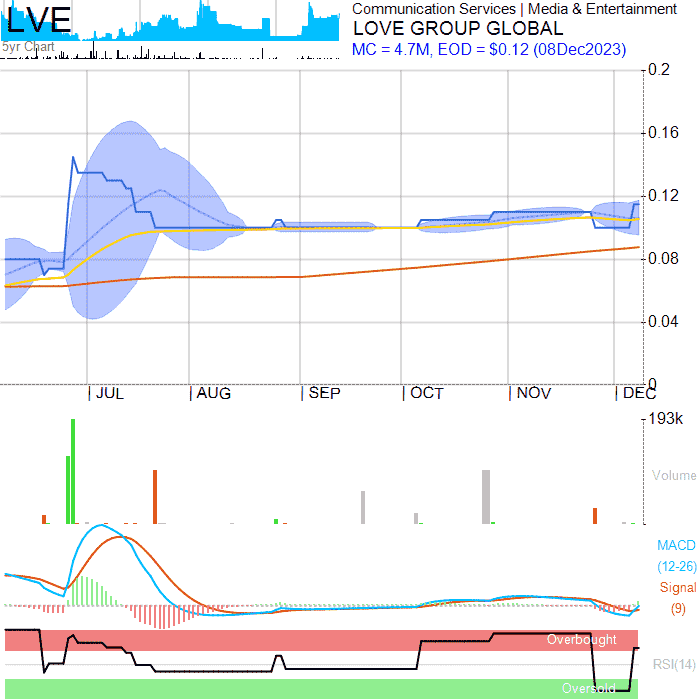 LVE
5yr Chart
Communication Services | Media & Entertainment
LOVE GROUP GLOBAL
MC = 4.7M, EOD = $0.12 (08Dec2023)
0.2
0.16
0.12
0.08
0.04
0
JUL AUG SEP OCT NOV DEC
193k
Volume
MACD
(12-26)
Signal
(9)
Overbought
RSI(14)
Oversold